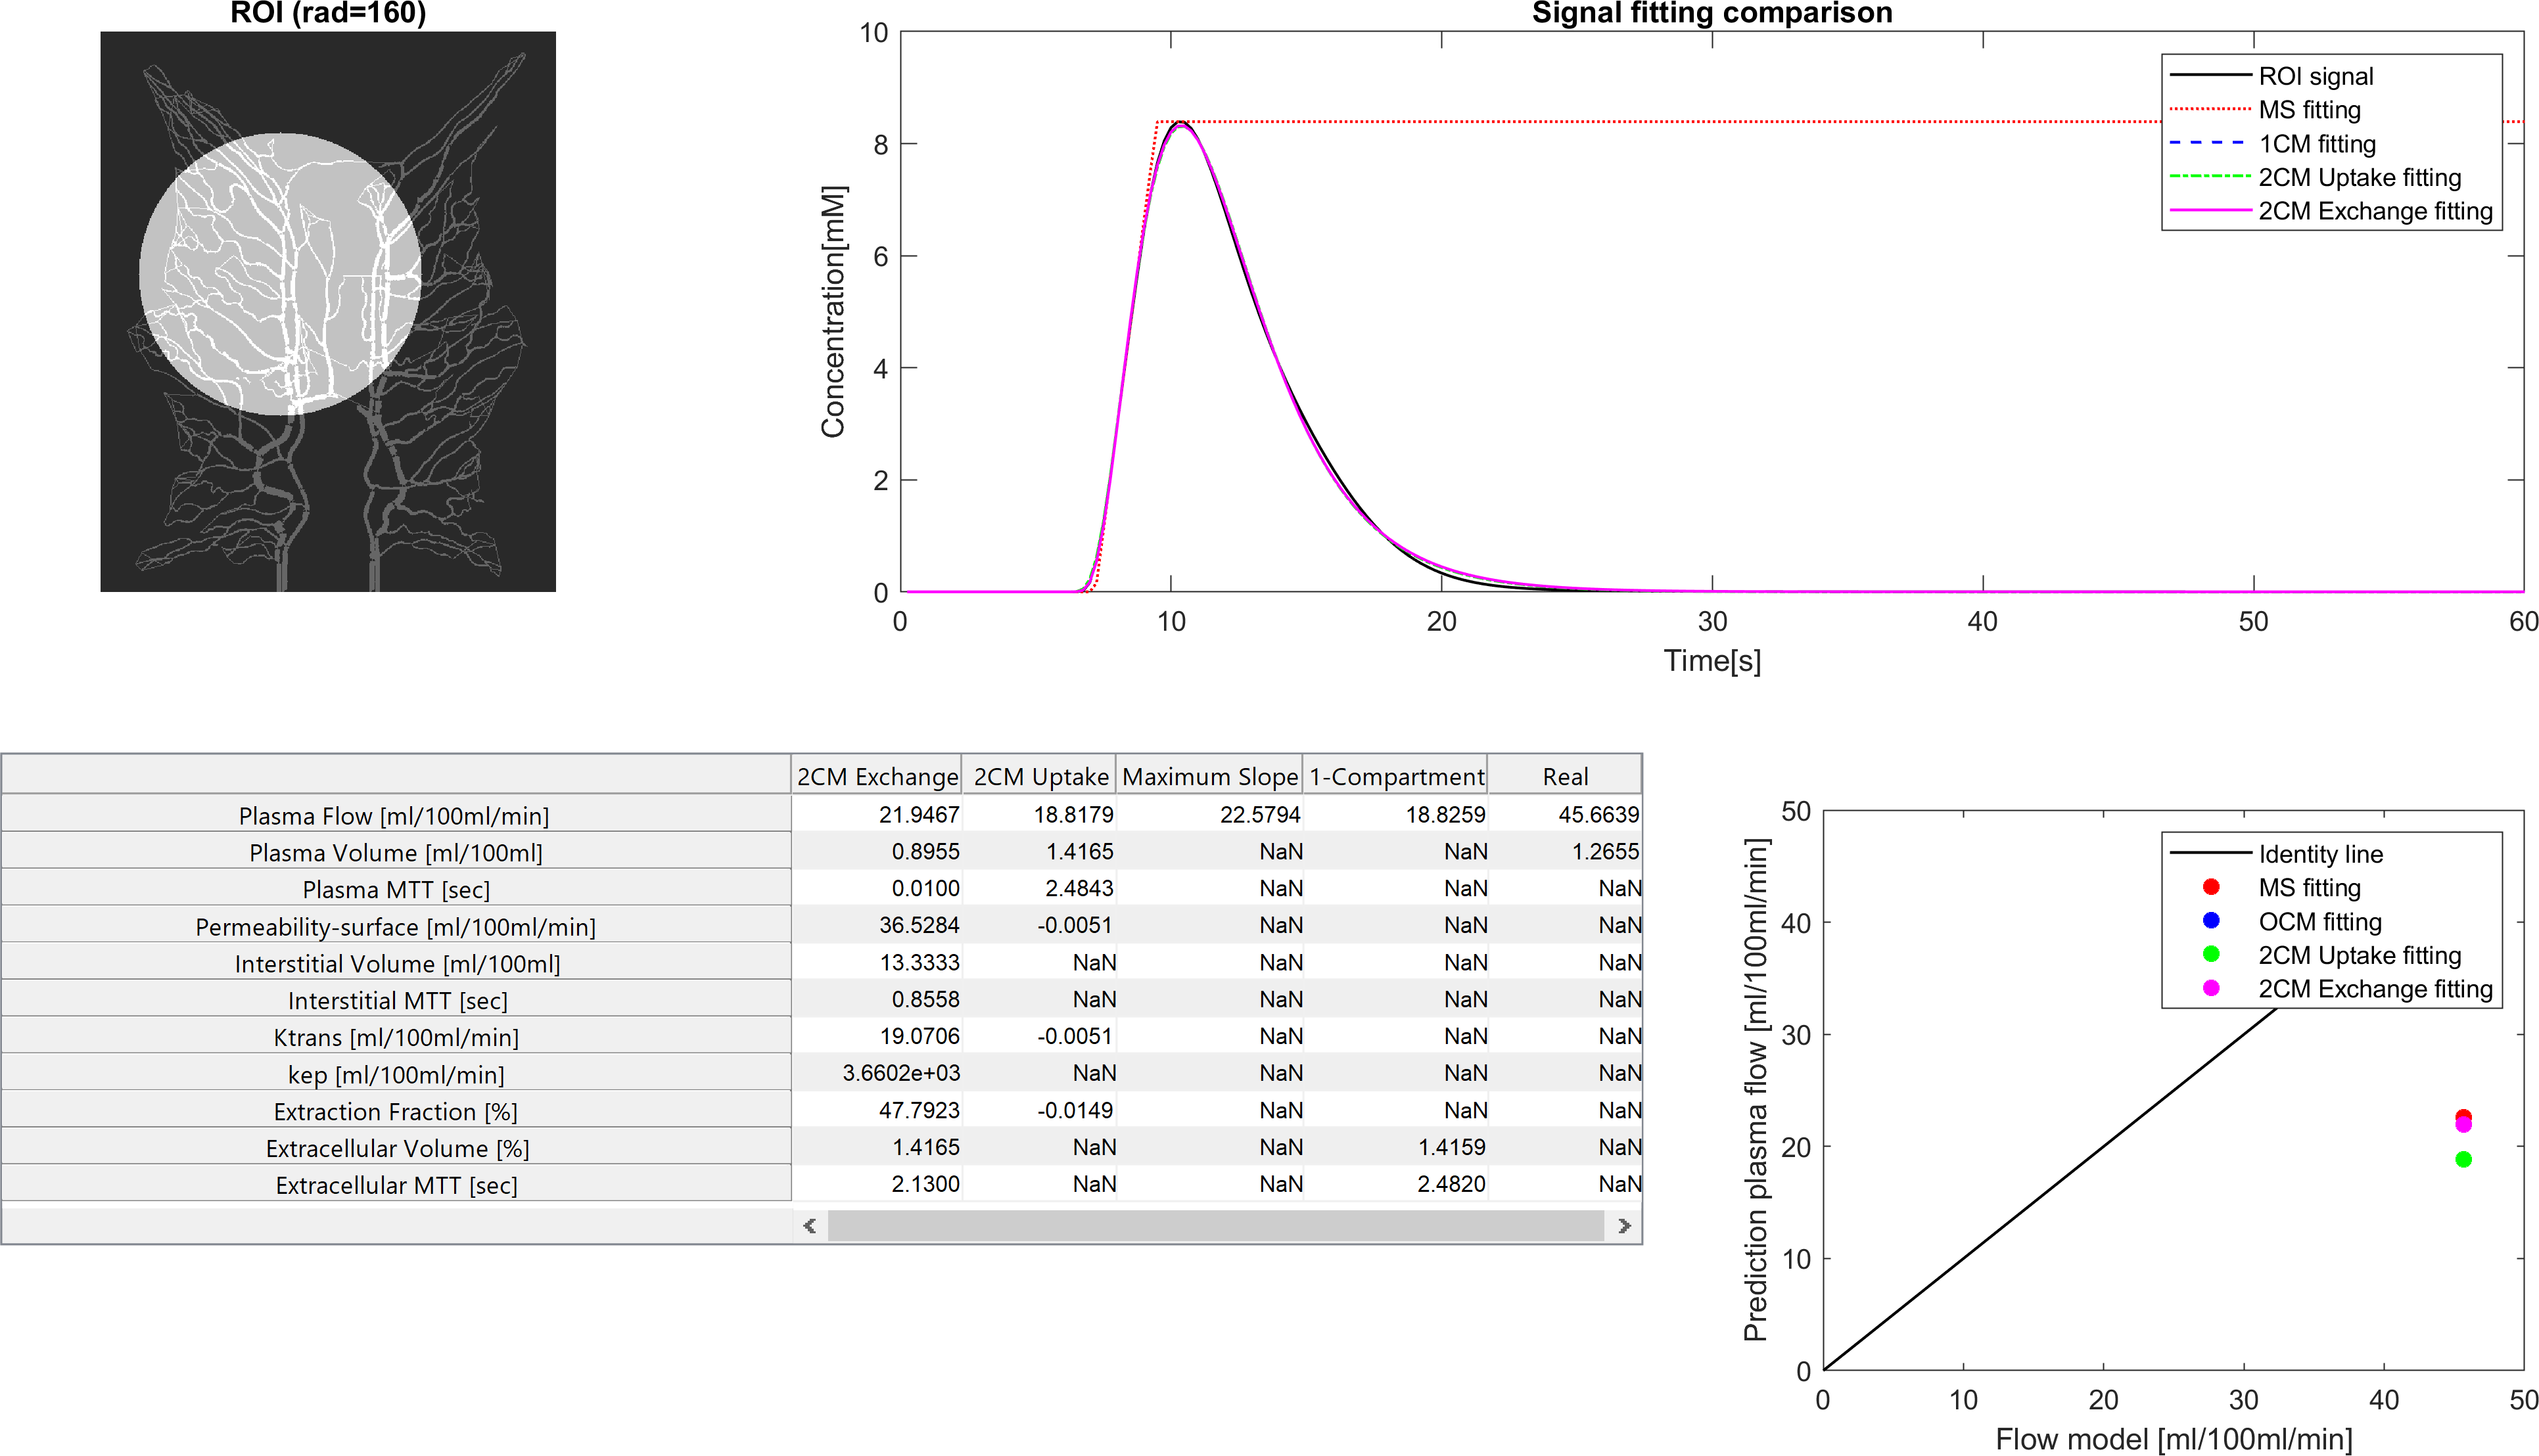 ROI (rad=160)
Signal fitting comparison
10
8
6
4
2
0
Concentration[mM]
0 10 20 30 40 50 60
Time[s]
ROI signal
MS fitting
1CM fitting
2CM Uptake fitting
2CM Exchange fitting
2CM Exchange 2CM Uptake Maximum Slope 1-Compartment Real
Plasma Flow [ml/100ml/min] 21.9467 18.8179 22.5794 18.8259 45.6639
Plasma Volume [ml/100ml] 0.8955 1.4165 NaN NaN 1.2655
Plasma MTT [sec] 0.0100 2.4843 NaN NaN NaN
Permeability-surface [ml/100ml/min] 36.5284 -0.0051 NaN NaN NaN
Interstitial Volume [ml/100ml] 13.3333 NaN NaN NaN NaN
Interstitial MTT [sec] 0.8558 NaN NaN NaN NaN
Ktrans [ml/100ml/min] 19.0706 -0.0051 NaN NaN NaN
kep [ml/100ml/min] 3.6602e+03 NaN NaN NaN NaN
Extraction Fraction [%] 47.7923 -0.0149 NaN NaN NaN
Extracellular Volume [%] 1.4165 NaN NaN 1.4159 NaN
Extracellular MTT [sec] 2.1300 NaN NaN 2.4820 NaN
50
40
30
20
10
0
Prediction plasma flow [ml/100ml/min]
0 10 20 30 40 50
Flow model [ml/100ml/min]
Identity line
MS fitting
OCM fitting
2CM Uptake fitting
2CM Exchange fitting